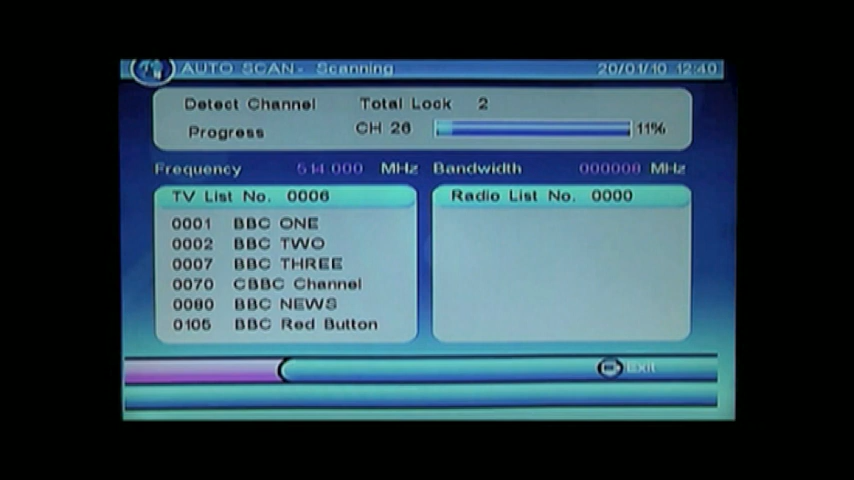 AUTO SCAN- Scanning 20/01/10 12:40
Detect Channel Total Lock 2
Progress CH 26 11%
Frequency 514.000 MHz Bandwidth 000008 MHz
TV List No. 0006
0001 BBC ONE
0002 BBC TWO
0007 BBC THREE
0070 CBBC Channel
0080 BBC NEWS
0105 BBC Red Button
Radio List No. 0000
Exit